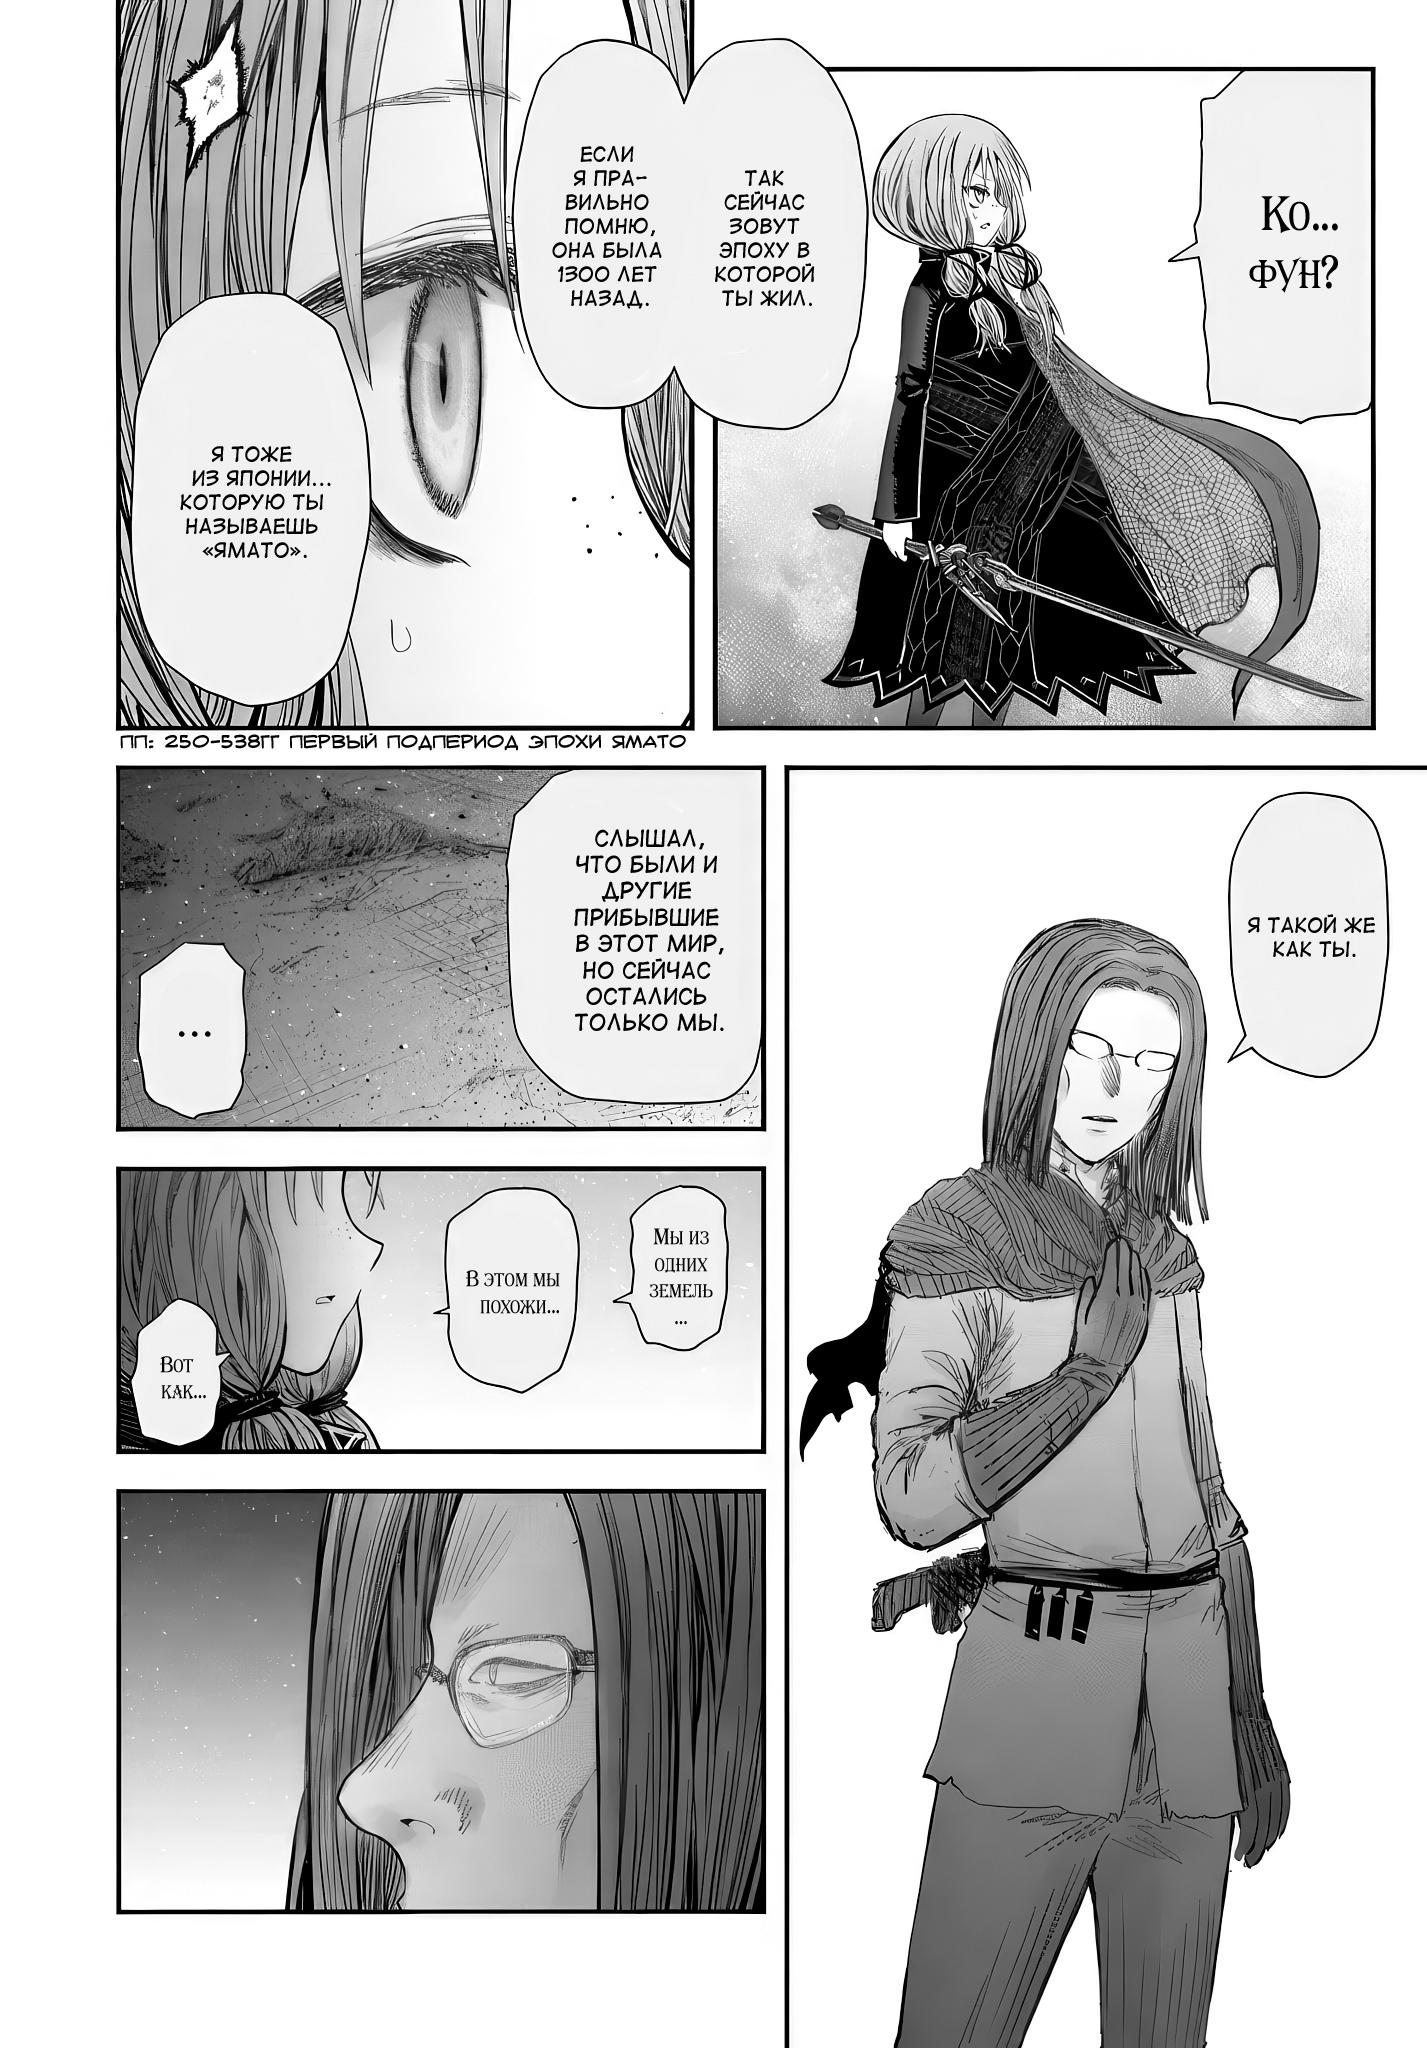 Ко...
фун?
ТАК
СЕЙЧАС
ЗОВУТ
ЭПОХУ В
КОТОРОЙ
ТЫ ЖИЛ.
ЕСЛИ
Я ПРА-
ВИЛЬНО
ПОМНЮ,
ОНА БЫЛА
1300 ЛЕТ
НАЗАД.
Я ТОЖЕ
ИЗ ЯПОНИИ...
КОТОРУЮ ТЫ
НАЗЫВАЕШЬ
«ЯМАТО».
ПП: 250-538ГГ ПЕРВЫЙ ПОДПЕРИОД ЭПОХИ ЯМАТО
Я ТАКОЙ ЖЕ
КАК ТЫ.
СЛЫШАЛ,
ЧТО БЫЛИ И
ДРУГИЕ
ПРИБЫВШИЕ
В ЭТОТ МИР,
НО СЕЙЧАС
ОСТАЛИСЬ
ТОЛЬКО МЫ.
...
Мы из
одних
земель
...
В этом мы
похожи...
Вот
как...